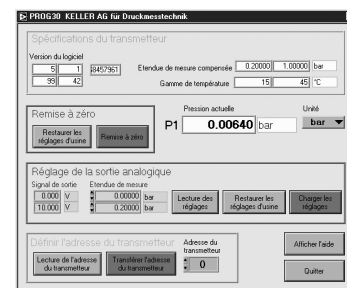 PROG30 KELLER AG für Druckmesstechnik
Spécifications du transmetteur
Version du logiciel
5 1 8457961 Etendue de mesure compensée 0.20000 1.00000 bar
99 42 Gamme de température 15 45 °C
Remise à zéro
Pression actuelle Unité
Restaurer les réglages d'usine
Remise à zéro
P1 0.00640 bar bar
Réglage de la sortie analogique
Signal de sortie Etendue de mesure
0.000 V 0.00000 bar
10.000 V 0.20000 bar
Lecture des réglages
Restaurer les réglages d'usine
Charger les réglages
Définir l'adresse du transmetteur
Adresse du transmetteur
Lecture de l'adresse du transmetteur
Transférer l'adresse du transmetteur
0
Afficher l'aide
Quitter